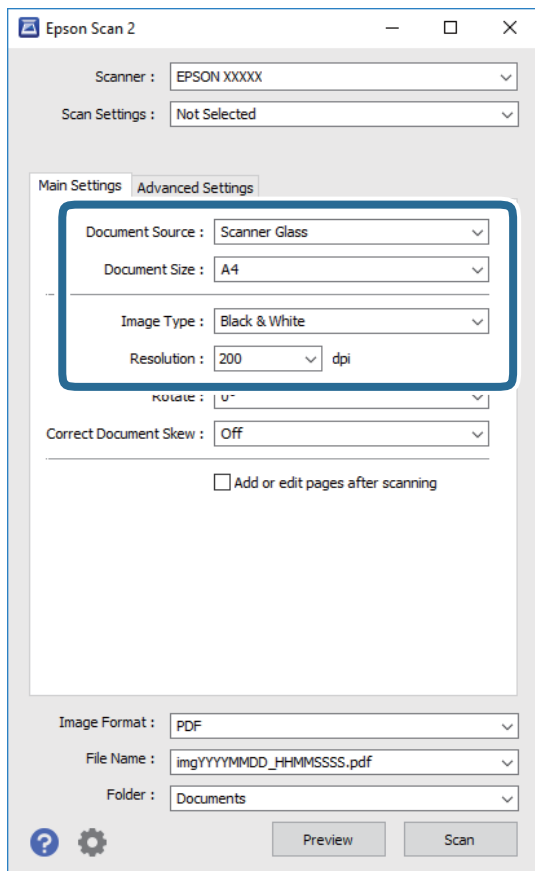 Epson Scan 2
Scanner : EPSON XXXXX
Scan Settings : Not Selected
Main Settings Advanced Settings
Document Source : Scanner Glass
Document Size : A4
Image Type : Black & White
Resolution : 200 dpi
Rotate : 0°
Correct Document Skew : Off
Add or edit pages after scanning
Image Format : PDF
File Name : imgYYYYMMDD_HHMMSSSS.pdf
Folder : Documents
? Preview Scan